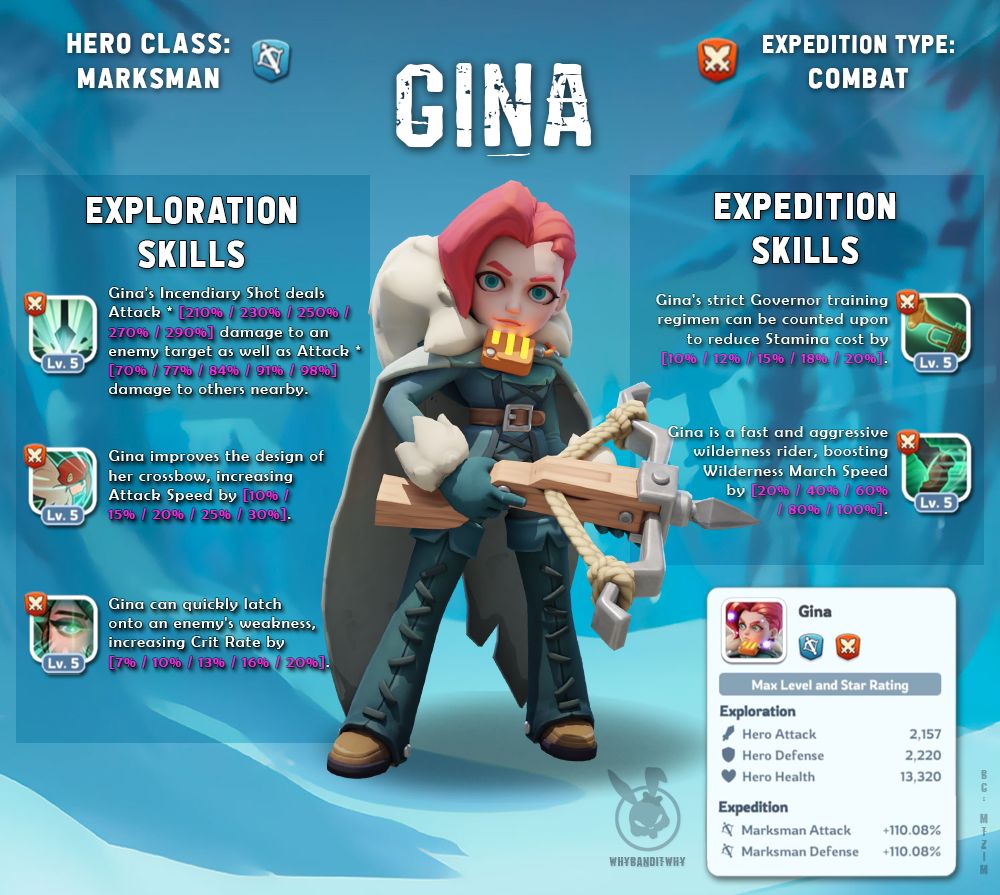 HERO CLASS:
MARKSMAN
EXPEDITION TYPE:
COMBAT
GINA
EXPLORATION
SKILLS
Gina's Incendiary Shot deals
Attack * [210% / 230% / 250% /
270% / 290%] damage to an
enemy target as well as Attack *
[70% / 77% / 84% / 91% / 98%]
damage to others nearby.
Lv. 5
Gina improves the design of
her crossbow, increasing
Attack Speed by [10% /
15% / 20% / 25% / 30%].
Lv. 5
Gina can quickly latch
onto an enemy's weakness,
increasing Crit Rate by
[7% / 10% / 13% / 16% / 20%].
Lv. 5
EXPEDITION
SKILLS
Gina's strict Governor training
regimen can be counted upon
to reduce Stamina cost by
[10% / 12% / 15% / 18% / 20%].
Lv. 5
Gina is a fast and aggressive
wilderness rider, boosting
Wilderness March Speed
by [20% / 40% / 60%
/ 80% / 100%].
Lv. 5
Gina
Max Level and Star Rating
Exploration
Hero Attack 2,157
Hero Defense 2,220
Hero Health 13,320
Expedition
Marksman Attack +110.08%
Marksman Defense +110.08%
WHYBANDITWHY
BG: MTZIM